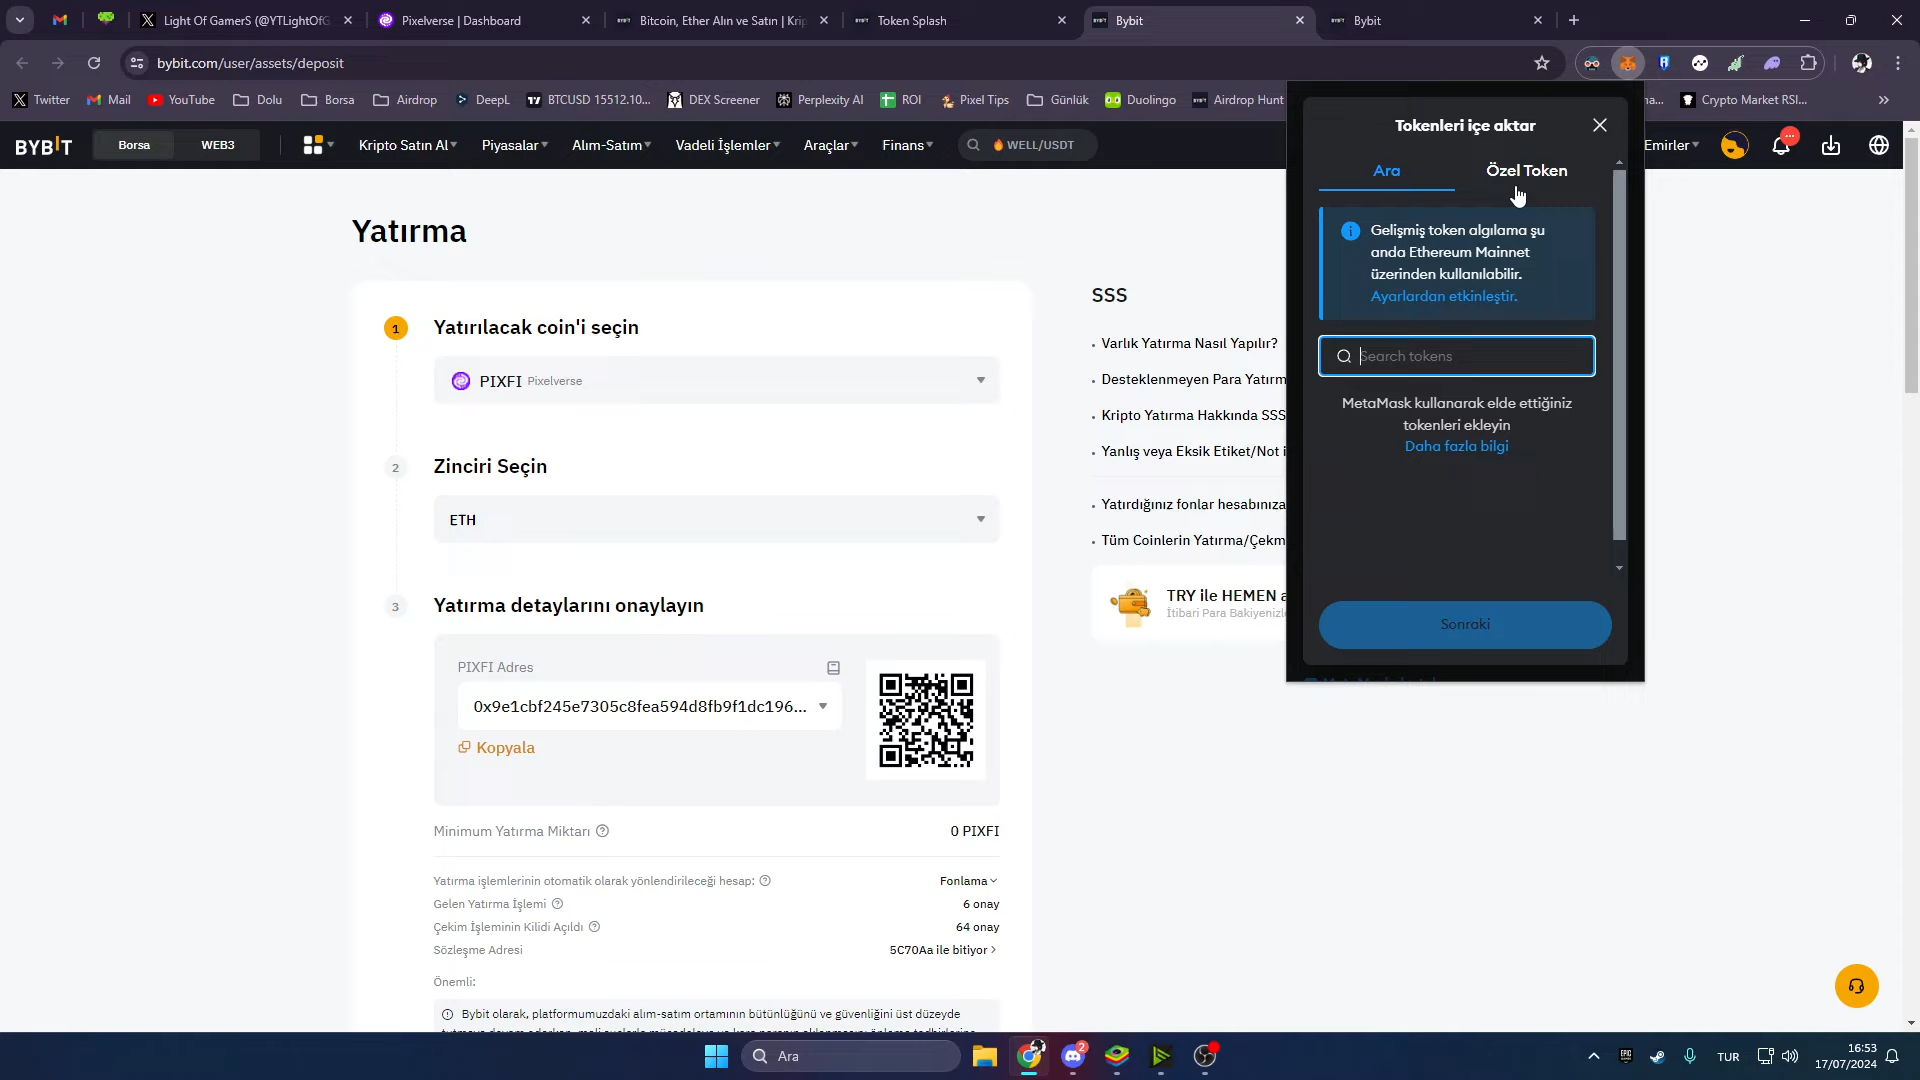 Light Of GamerS (@YTLightOfG
Pixelverse | Dashboard
Bitcoin, Ether Alın ve Satın | Krip
Token Splash
Bybit
Bybit
bybit.com/user/assets/deposit
Twitter
Mail
YouTube
Dolu
Borsa
Airdrop
DeepL
BTCUSD 15512.10...
DEX Screener
Perplexity AI
ROI
Pixel Tips
Günlük
Duolingo
Airdrop Hunt
Crypto Market RSI...
BYBIT
Borsa
WEB3
Kripto Satın Al
Piyasalar
Alım-Satım
Vadeli İşlemler
Araçlar
Finans
WELL/USDT
Emirler
Yatırma
1
Yatırılacak coin'i seçin
PIXFI Pixelverse
2
Zinciri Seçin
ETH
3
Yatırma detaylarını onaylayın
PIXFI Adres
0x9e1cbf245e7305c8fea594d8fb9f1dc196...
Kopyala
Minimum Yatırma Miktarı
0 PIXFI
Yatırma işlemlerinin otomatik olarak yönlendirileceği hesap:
Fonlama
Gelen Yatırma İşlemi
6 onay
Çekim İşleminin Kilidi Açıldı
64 onay
Sözleşme Adresi
5C70Aa ile bitiyor >
Önemli:
Bybit olarak, platformumuzdaki alım-satım ortamının bütünlüğünü ve güvenliğini üst düzeyde
SSS
Varlık Yatırma Nasıl Yapılır?
Desteklenmeyen Para Yatırm
Kripto Yatırma Hakkında SSS
Yanlış veya Eksik Etiket/Not i
Yatırdığınız fonlar hesabınıza
Tüm Coinlerin Yatırma/Çekm
TRY ile HEMEN a
İtibari Para Bakiyenizle
Tokenleri içe aktar
Ara
Özel Token
Gelişmiş token algılama şu
anda Ethereum Mainnet
üzerinden kullanılabilir.
Ayarlardan etkinleştir.
Search tokens
MetaMask kullanarak elde ettiğiniz
tokenleri ekleyin
Daha fazla bilgi
Sonraki
Ara
2
TUR
16:53
17/07/2024